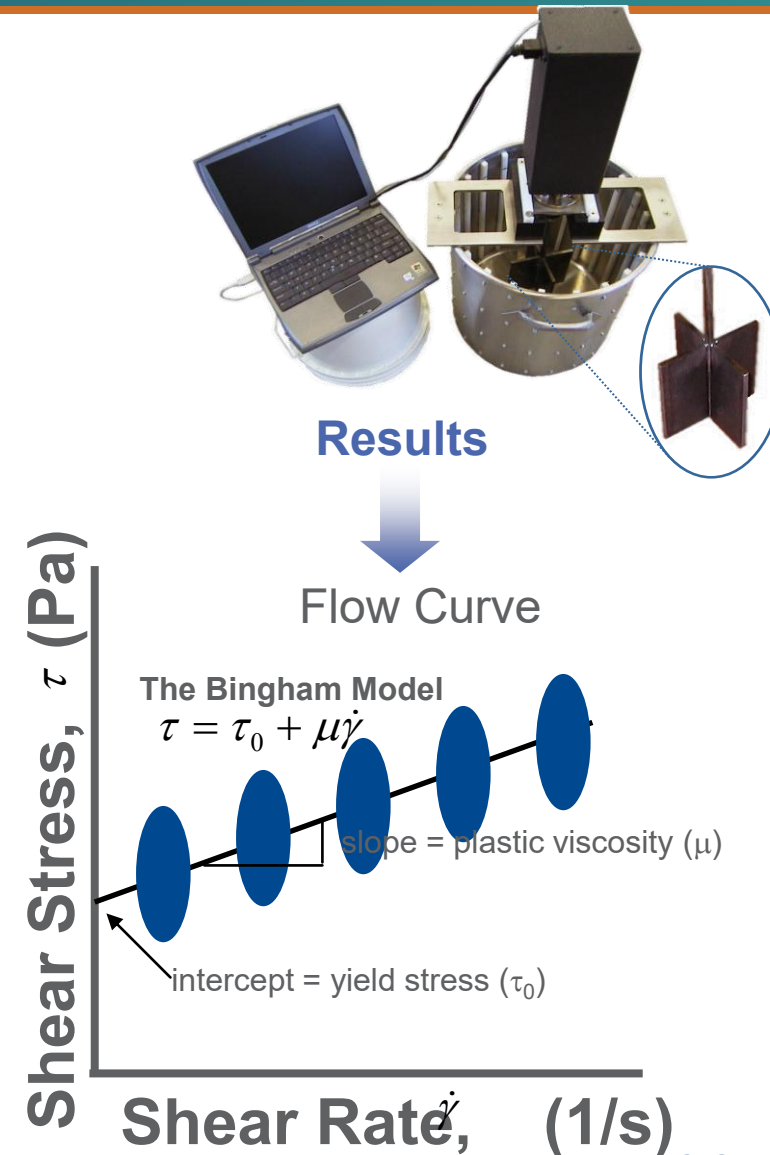 Results
Flow Curve
The Bingham Model
τ = τ₀ + μγ̇
slope = plastic viscosity (μ)
intercept = yield stress (τ₀)
Shear Stress, τ (Pa)
Shear Rate, γ̇ (1/s)